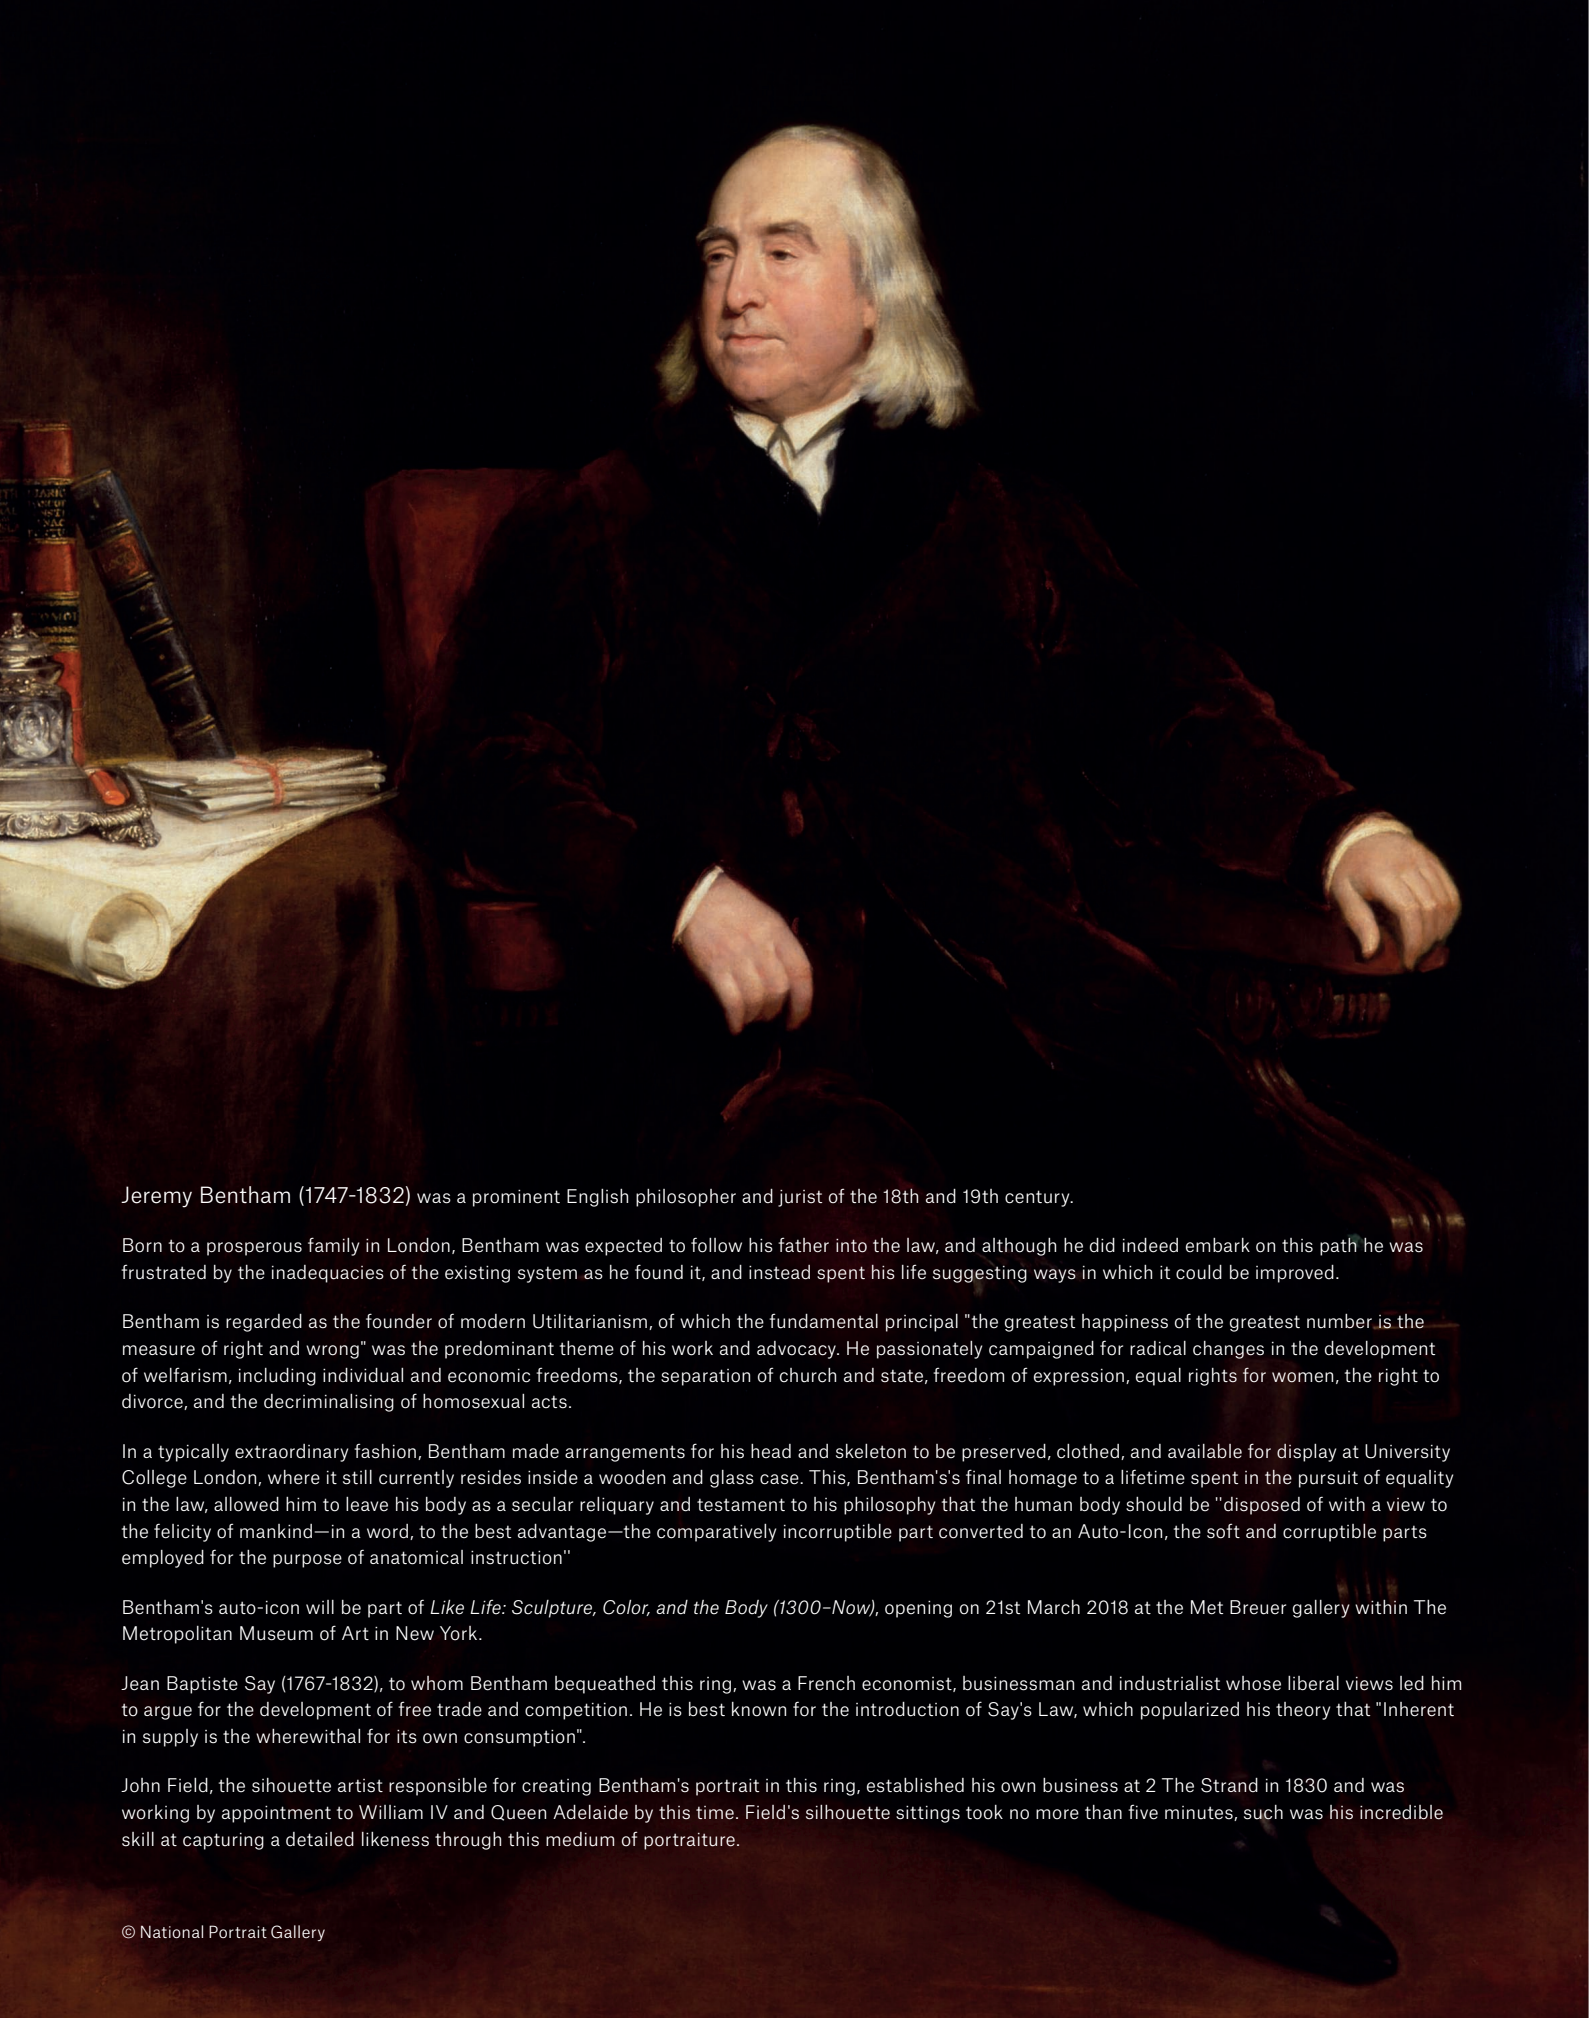 Jeremy Bentham (1747-1832) was a prominent English philosopher and jurist of the 18th and 19th century.
Born to a prosperous family in London, Bentham was expected to follow his father into the law, and although he did indeed embark on this path he was
frustrated by the inadequacies of the existing system as he found it, and instead spent his life suggesting ways in which it could be improved.
Bentham is regarded as the founder of modern Utilitarianism, of which the fundamental principal "the greatest happiness of the greatest number is the
measure of right and wrong" was the predominant theme of his work and advocacy. He passionately campaigned for radical changes in the development
of welfarism, including individual and economic freedoms, the separation of church and state, freedom of expression, equal rights for women, the right to
divorce, and the decriminalising of homosexual acts.
In a typically extraordinary fashion, Bentham made arrangements for his head and skeleton to be preserved, clothed, and available for display at University
College London, where it still currently resides inside a wooden and glass case. This, Bentham's's final homage to a lifetime spent in the pursuit of equality
in the law, allowed him to leave his body as a secular reliquary and testament to his philosophy that the human body should be ''disposed of with a view to
the felicity of mankind—in a word, to the best advantage—the comparatively incorruptible part converted to an Auto-Icon, the soft and corruptible parts
employed for the purpose of anatomical instruction''
Bentham's auto-icon will be part of Like Life: Sculpture, Color, and the Body (1300–Now), opening on 21st March 2018 at the Met Breuer gallery within The
Metropolitan Museum of Art in New York.
Jean Baptiste Say (1767-1832), to whom Bentham bequeathed this ring, was a French economist, businessman and industrialist whose liberal views led him
to argue for the development of free trade and competition. He is best known for the introduction of Say's Law, which popularized his theory that "Inherent
in supply is the wherewithal for its own consumption".
John Field, the sihouette artist responsible for creating Bentham's portrait in this ring, established his own business at 2 The Strand in 1830 and was
working by appointment to William IV and Queen Adelaide by this time. Field's silhouette sittings took no more than five minutes, such was his incredible
skill at capturing a detailed likeness through this medium of portraiture.
© National Portrait Gallery